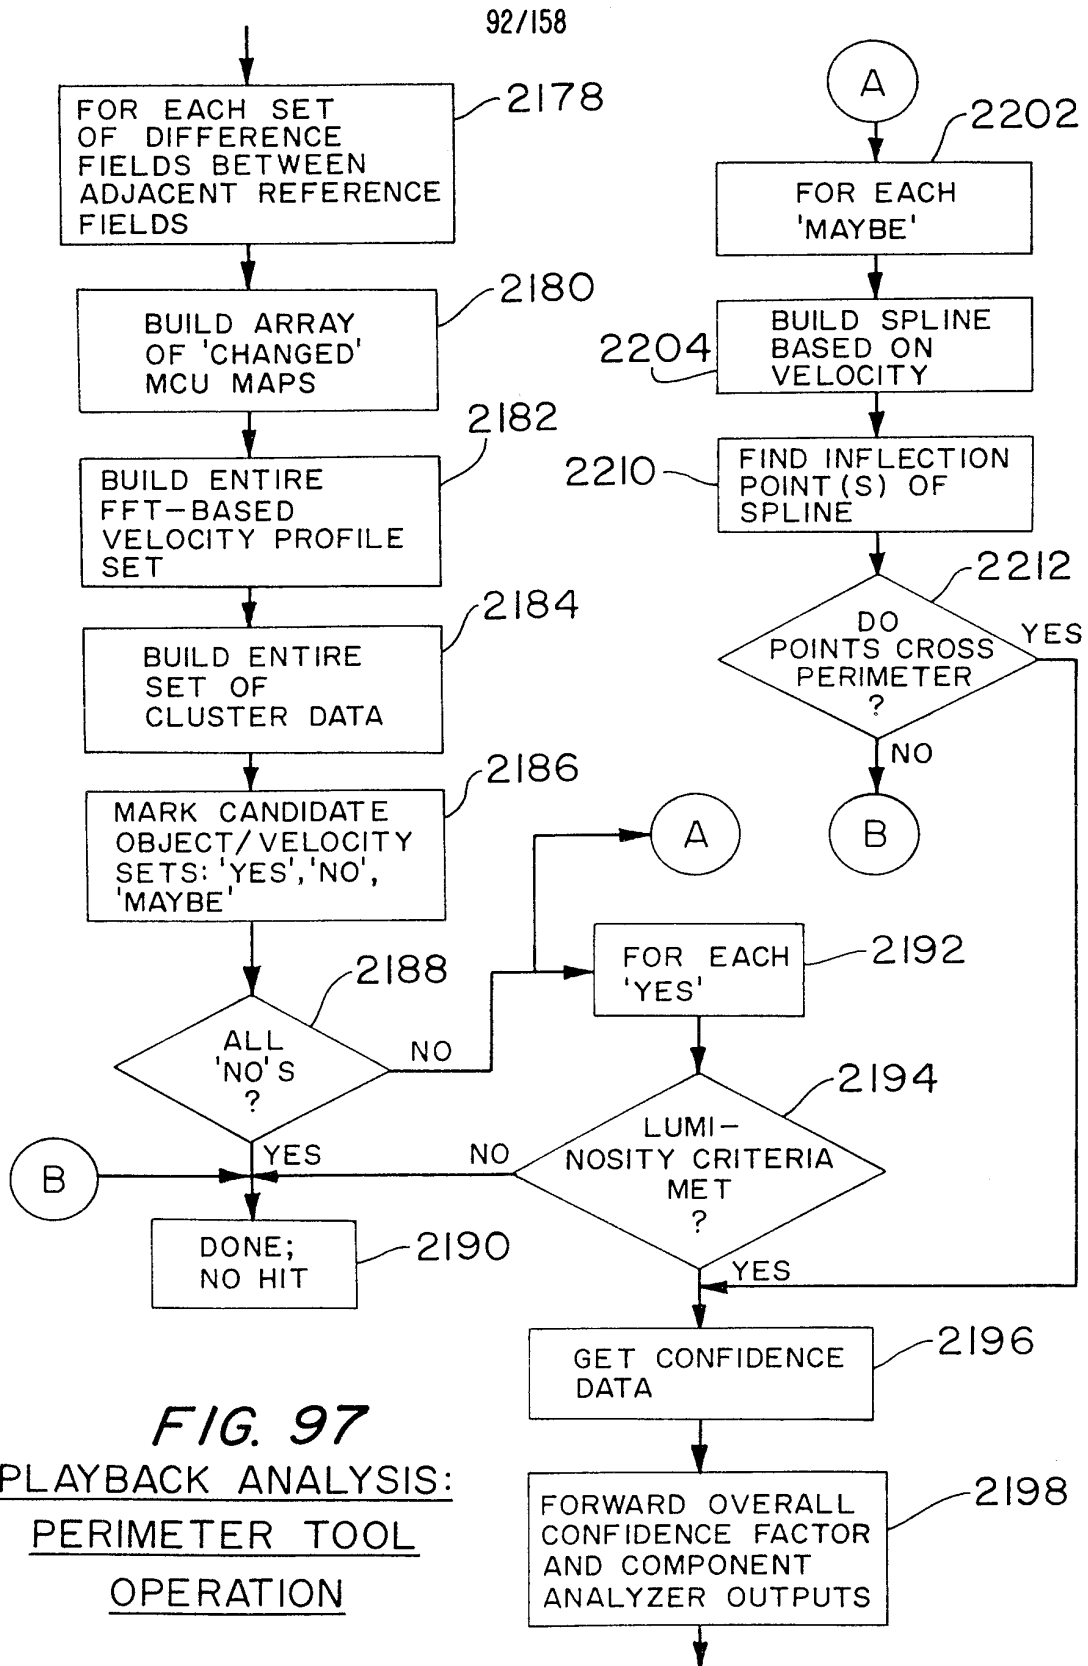 92/158
FOR EACH SET
OF DIFFERENCE
FIELDS BETWEEN
ADJACENT REFERENCE
FIELDS
2178
BUILD ARRAY
OF 'CHANGED'
MCU MAPS
2180
BUILD ENTIRE
FFT-BASED
VELOCITY PROFILE
SET
2182
BUILD ENTIRE
SET OF
CLUSTER DATA
2184
MARK CANDIDATE
OBJECT/VELOCITY
SETS: 'YES', 'NO',
'MAYBE'
2186
ALL
'NO'S
?
2188
NO
YES
B
DONE;
NO HIT
2190
A
FOR EACH
'YES'
2192
LUMI-
NOSITY CRITERIA
MET
?
2194
NO
YES
GET CONFIDENCE
DATA
2196
FORWARD OVERALL
CONFIDENCE FACTOR
AND COMPONENT
ANALYZER OUTPUTS
2198
A
FOR EACH
'MAYBE'
2202
BUILD SPLINE
BASED ON
VELOCITY
2204
FIND INFLECTION
POINT(S) OF
SPLINE
2210
DO
POINTS CROSS
PERIMETER
?
2212
YES
NO
B
FIG. 97
PLAYBACK ANALYSIS:
PERIMETER TOOL
OPERATION